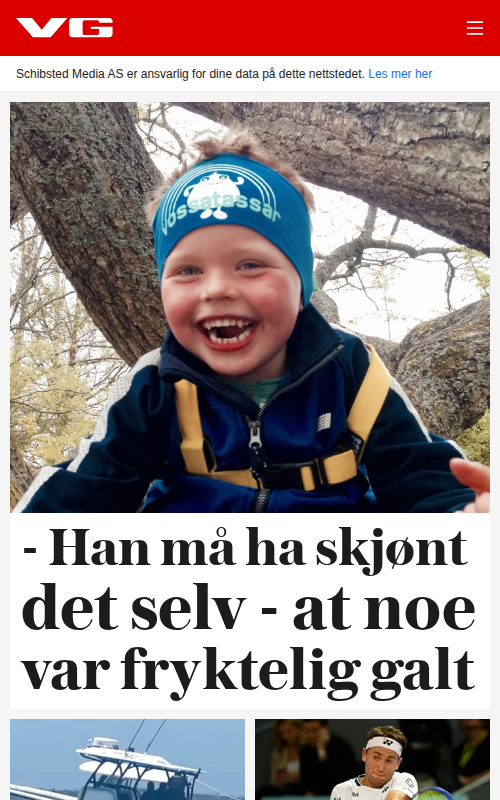 VG
Schibsted Media AS er ansvarlig for dine data på dette nettstedet. Les mer her
vossatassar
- Han må ha skjønt
det selv - at noe
var fryktelig galt